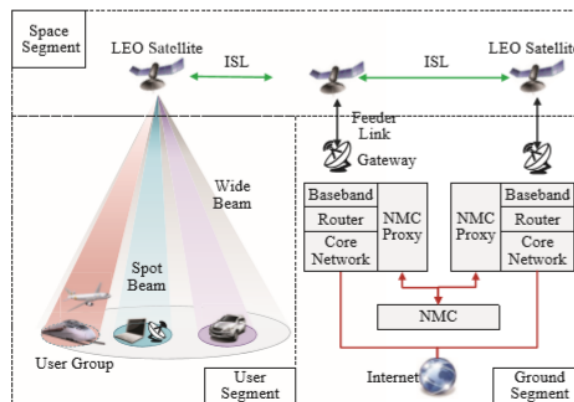 Space
Segment
LEO Satellite
ISL
ISL
LEO Satellite
Feeder
Link
Gateway
Wide
Beam
Spot
Beam
User Group
User
Segment
Baseband
Router
Core
Network
NMC
Proxy
NMC
Proxy
Baseband
Router
Core
Network
NMC
Internet
Ground
Segment